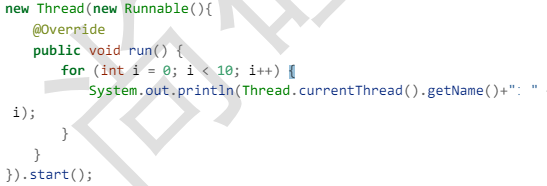 new Thread(new Runnable(){
    @Override
    public void run() {
        for (int i = 0; i < 10; i++) {
            System.out.println(Thread.currentThread().getName()+": "
i);
        }
    }
}).start();